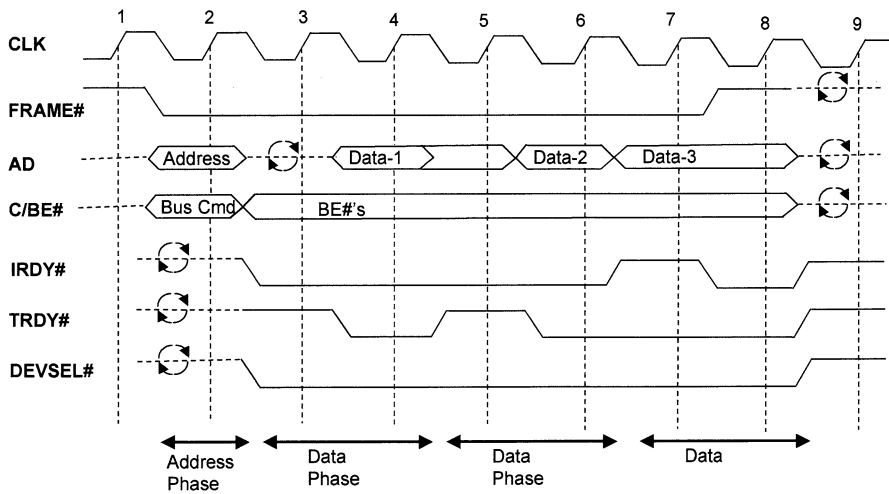 1 2 3 4 5 6 7 8 9
CLK
FRAME#
AD
Address
Data-1
Data-2
Data-3
C/BE#
Bus Cmd
BE#'s
IRDY#
TRDY#
DEVSEL#
Address
Phase
Data
Phase
Data
Phase
Data